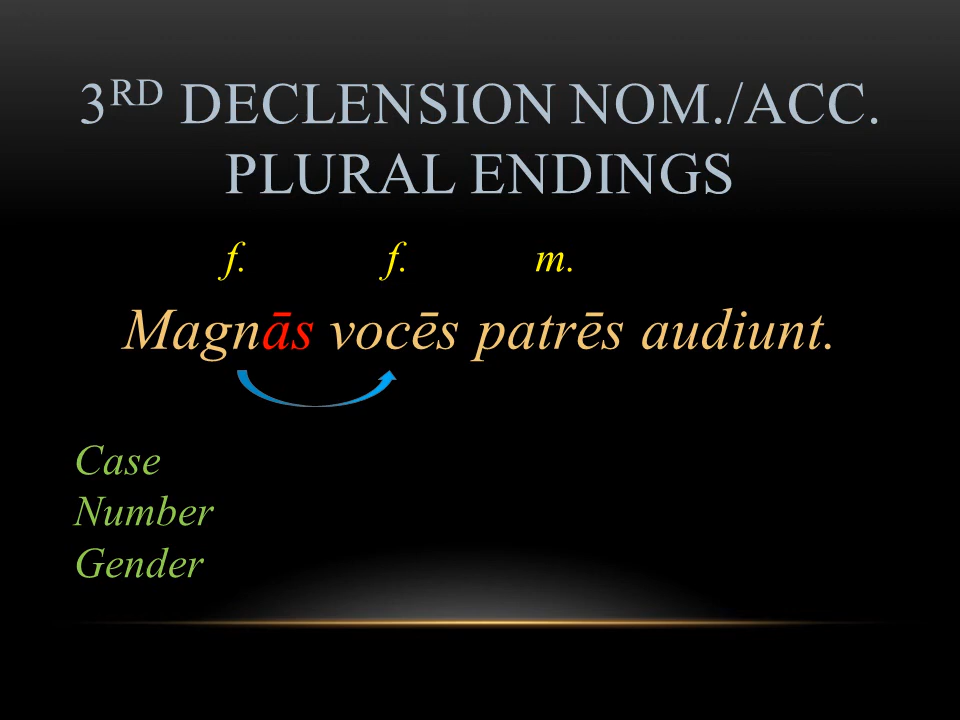 3RD DECLENSION NOM./ACC.
PLURAL ENDINGS
f. f. m.
Magnās vocēs patrēs audiunt.
Case
Number
Gender